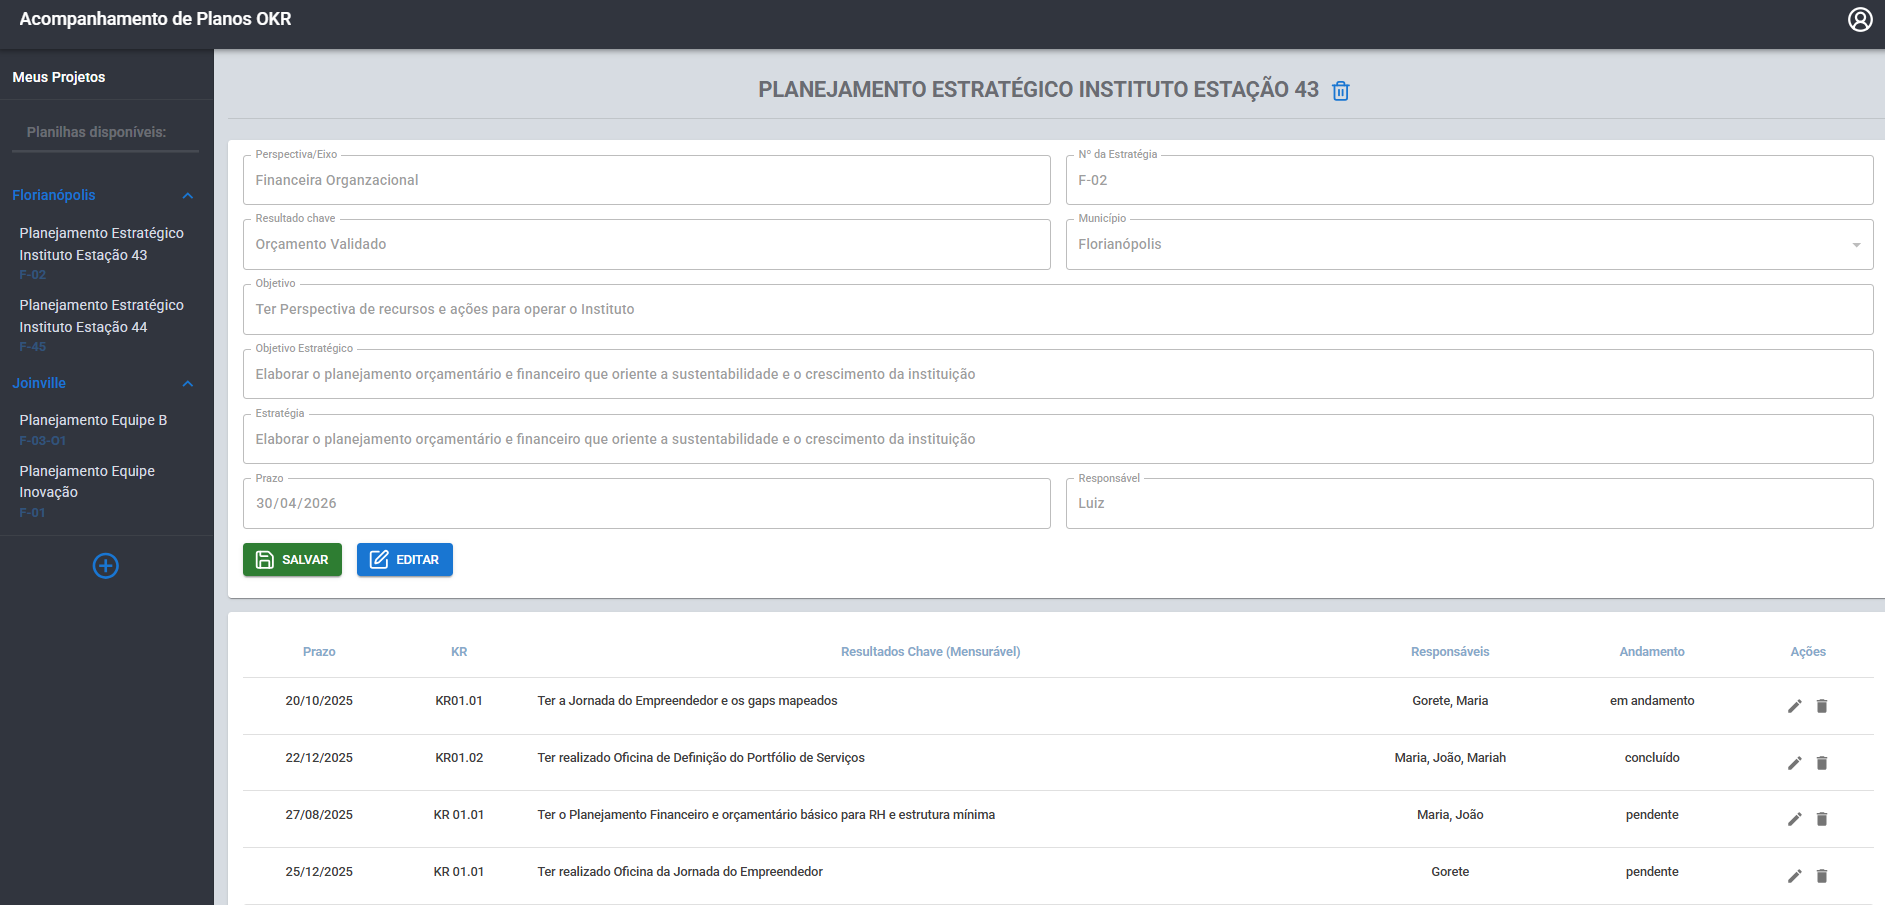 Acompanhamento de Planos OKR
Meus Projetos
Planilhas disponíveis:
Florianópolis
Planejamento Estratégico
Instituto Estação 43
F-02
Planejamento Estratégico
Instituto Estação 44
F-45
Joinville
Planejamento Equipe B
F-03-O1
Planejamento Equipe
Inovação
F-01
PLANEJAMENTO ESTRATÉGICO INSTITUTO ESTAÇÃO 43
Perspectiva/Eixo
Financeira Organzacional
Nº da Estratégia
F-02
Resultado chave
Orçamento Validado
Município
Florianópolis
Objetivo
Ter Perspectiva de recursos e ações para operar o Instituto
Objetivo Estratégico
Elaborar o planejamento orçamentário e financeiro que oriente a sustentabilidade e o crescimento da instituição
Estratégia
Elaborar o planejamento orçamentário e financeiro que oriente a sustentabilidade e o crescimento da instituição
Prazo
30/04/2026
Responsável
Luiz
SALVAR EDITAR
Prazo KR Resultados Chave (Mensurável) Responsáveis Andamento Ações
20/10/2025 KR01.01 Ter a Jornada do Empreendedor e os gaps mapeados Gorete, Maria em andamento
22/12/2025 KR01.02 Ter realizado Oficina de Definição do Portfólio de Serviços Maria, João, Mariah concluído
27/08/2025 KR 01.01 Ter o Planejamento Financeiro e orçamentário básico para RH e estrutura mínima Maria, João pendente
25/12/2025 KR 01.01 Ter realizado Oficina da Jornada do Empreendedor Gorete pendente